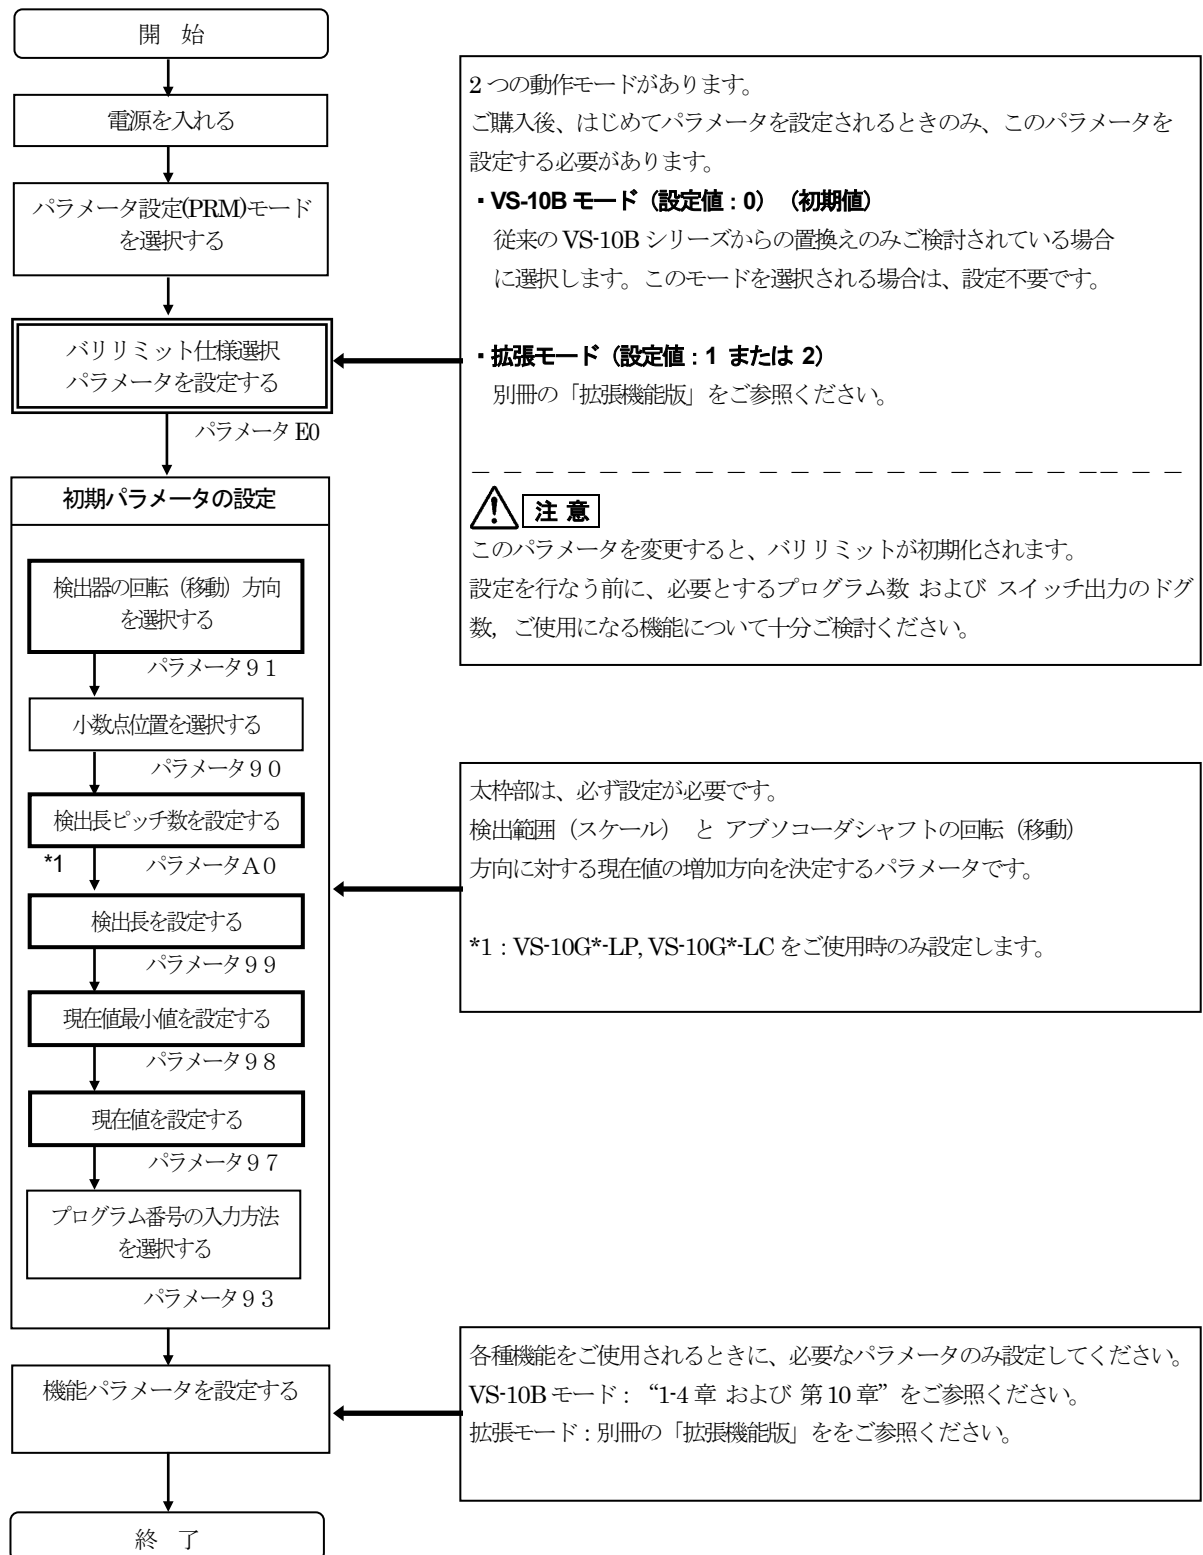 開　始
電源を入れる
パラメータ設定(PRM)モード
を選択する
バリリミット仕様選択
パラメータを設定する
パラメータ E0
2 つの動作モードがあります。
ご購入後、はじめてパラメータを設定されるときのみ、このパラメータを
設定する必要があります。
・VS-10B モード（設定値：0）（初期値）
従来の VS-10B シリーズからの置換えのみご検討されている場合
に選択します。このモードを選択される場合は、設定不要です。
・拡張モード（設定値：1 または 2）
別冊の「拡張機能版」をご参照ください。
注 意
このパラメータを変更すると、バリリミットが初期化されます。
設定を行なう前に、必要とするプログラム数 および スイッチ出力のドグ
数，ご使用になる機能について十分ご検討ください。
初期パラメータの設定
検出器の回転（移動）方向
を選択する
パラメータ９１
小数点位置を選択する
パラメータ９０
検出長ピッチ数を設定する
*1
パラメータＡ０
検出長を設定する
パラメータ９９
現在値最小値を設定する
パラメータ９８
現在値を設定する
パラメータ９７
プログラム番号の入力方法
を選択する
パラメータ９３
太枠部は、必ず設定が必要です。
検出範囲（スケール） と アブソコーダシャフトの回転（移動）
方向に対する現在値の増加方向を決定するパラメータです。
*1：VS-10G*-LP, VS-10G*-LC をご使用時のみ設定します。
機能パラメータを設定する
各種機能をご使用されるときに、必要なパラメータのみ設定してください。
VS-10B モード： “1-4 章 および 第 10 章”をご参照ください。
拡張モード：別冊の「拡張機能版」ををご参照ください。
終　了